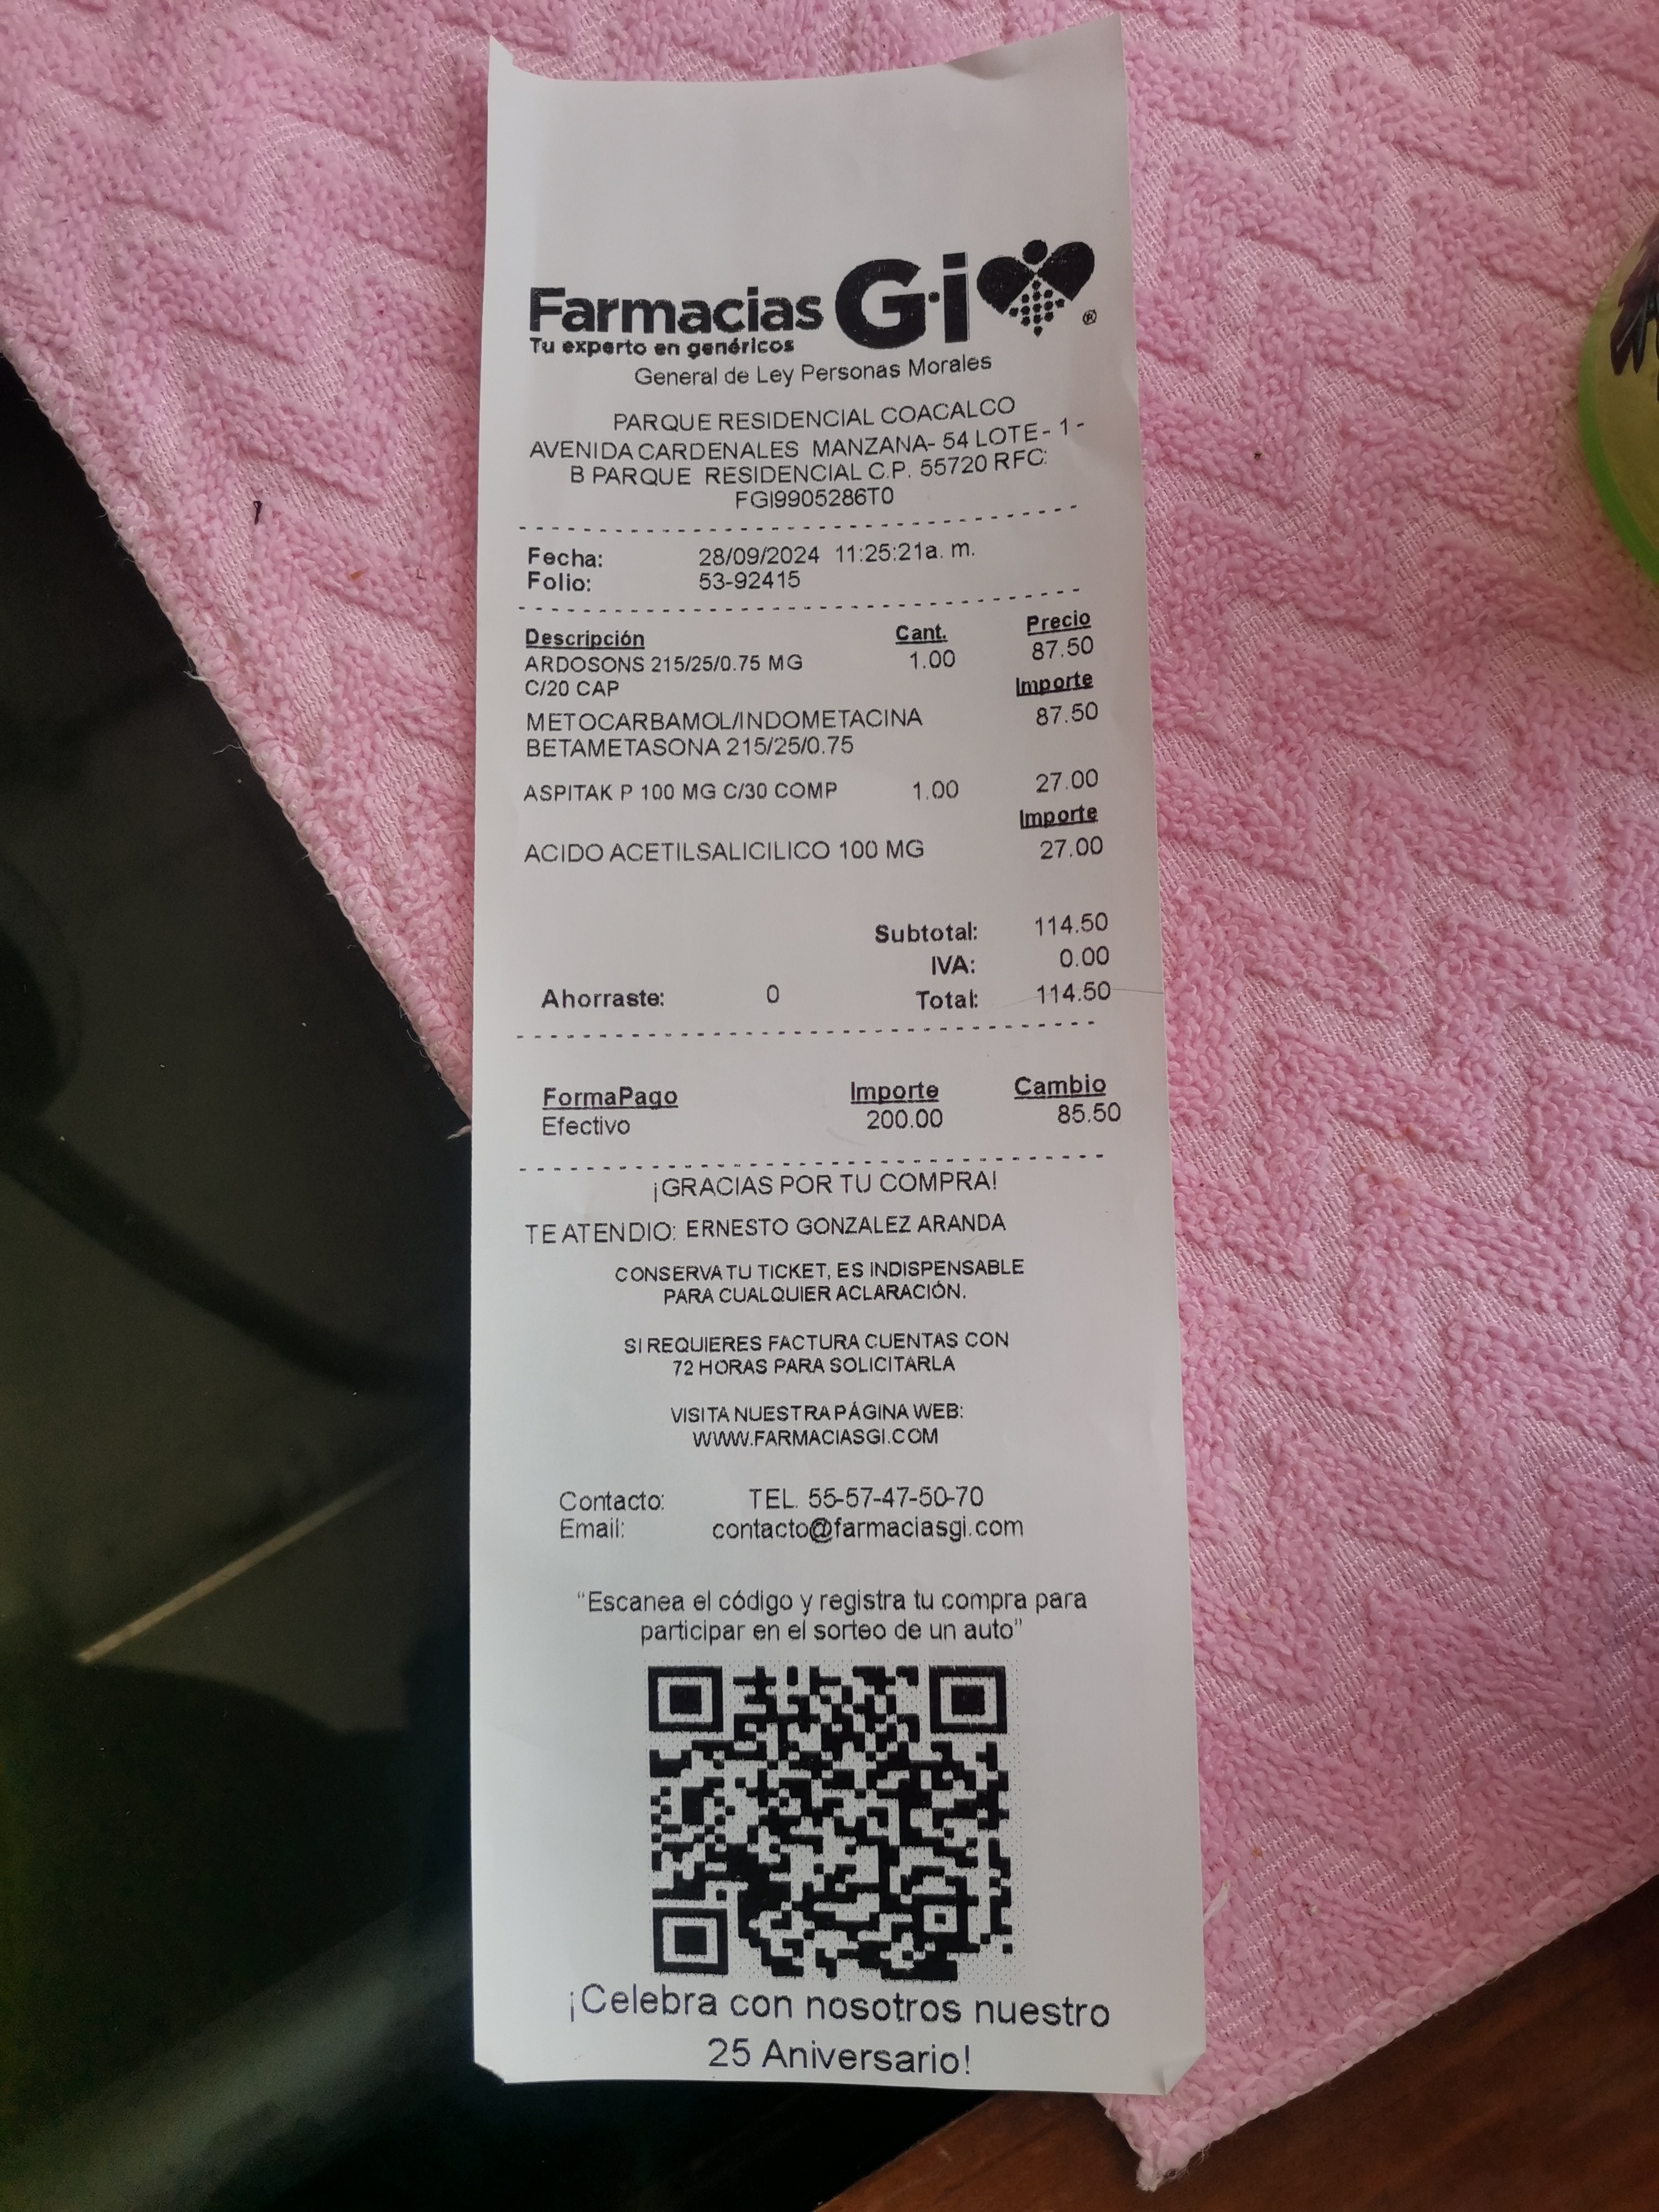 Farmacias G·i ®
Tu experto en genéricos
General de Ley Personas Morales
PARQUE RESIDENCIAL COACALCO
AVENIDA CARDENALES MANZANA- 54 LOTE- 1 -
B PARQUE RESIDENCIAL C.P. 55720 RFC:
FGI9905286T0
Fecha: 28/09/2024 11:25:21a. m.
Folio: 53-92415
Descripción Cant. Precio
ARDOSONS 215/25/0.75 MG 1.00 87.50
C/20 CAP Importe
METOCARBAMOL/INDOMETACINA 87.50
BETAMETASONA 215/25/0.75
ASPITAK P 100 MG C/30 COMP 1.00 27.00
Importe
ACIDO ACETILSALICILICO 100 MG 27.00
Subtotal: 114.50
IVA: 0.00
Ahorraste: 0 Total: 114.50
FormaPago Importe Cambio
Efectivo 200.00 85.50
¡GRACIAS POR TU COMPRA!
TE ATENDIO: ERNESTO GONZALEZ ARANDA
CONSERVA TU TICKET, ES INDISPENSABLE
PARA CUALQUIER ACLARACIÓN.
SI REQUIERES FACTURA CUENTAS CON
72 HORAS PARA SOLICITARLA
VISITA NUESTRA PÁGINA WEB:
WWW.FARMACIASGI.COM
Contacto: TEL. 55-57-47-50-70
Email: contacto@farmaciasgi.com
“Escanea el código y registra tu compra para
participar en el sorteo de un auto”
¡Celebra con nosotros nuestro
25 Aniversario!